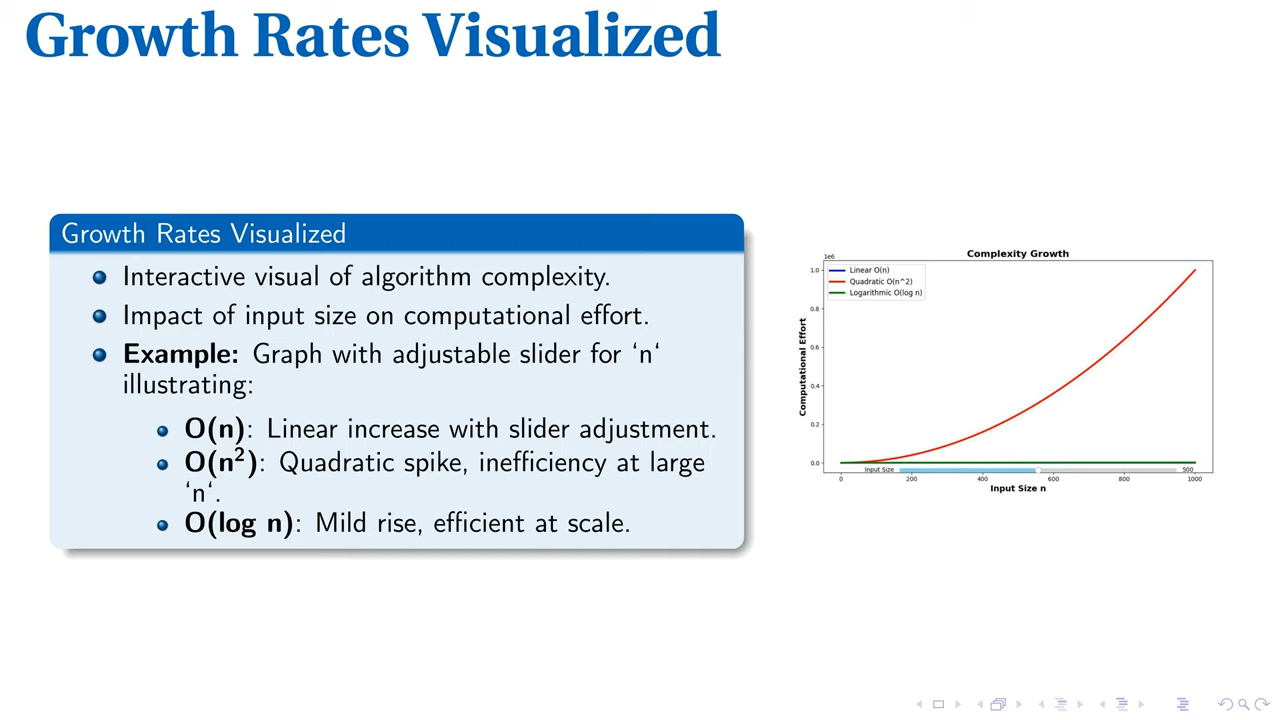 Growth Rates Visualized
Growth Rates Visualized
Interactive visual of algorithm complexity.
Impact of input size on computational effort.
Example: Graph with adjustable slider for ‘n‘
illustrating:
O(n): Linear increase with slider adjustment.
O(n²): Quadratic spike, inefficiency at large
‘n‘.
O(log n): Mild rise, efficient at scale.
Complexity Growth
1e6
Linear O(n)
Quadratic O(n^2)
Logarithmic O(log n)
Computational Effort
1.0
0.8
0.6
0.4
0.2
0.0
Input Size
500
0
200
400
600
800
1000
Input Size n